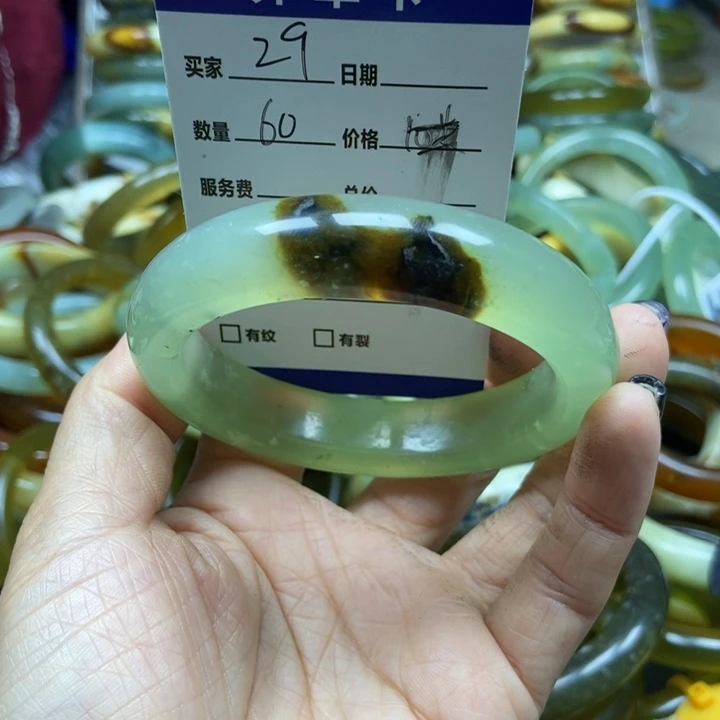 买家 29 日期
数量 60 价格
服务费
有纹 有裂